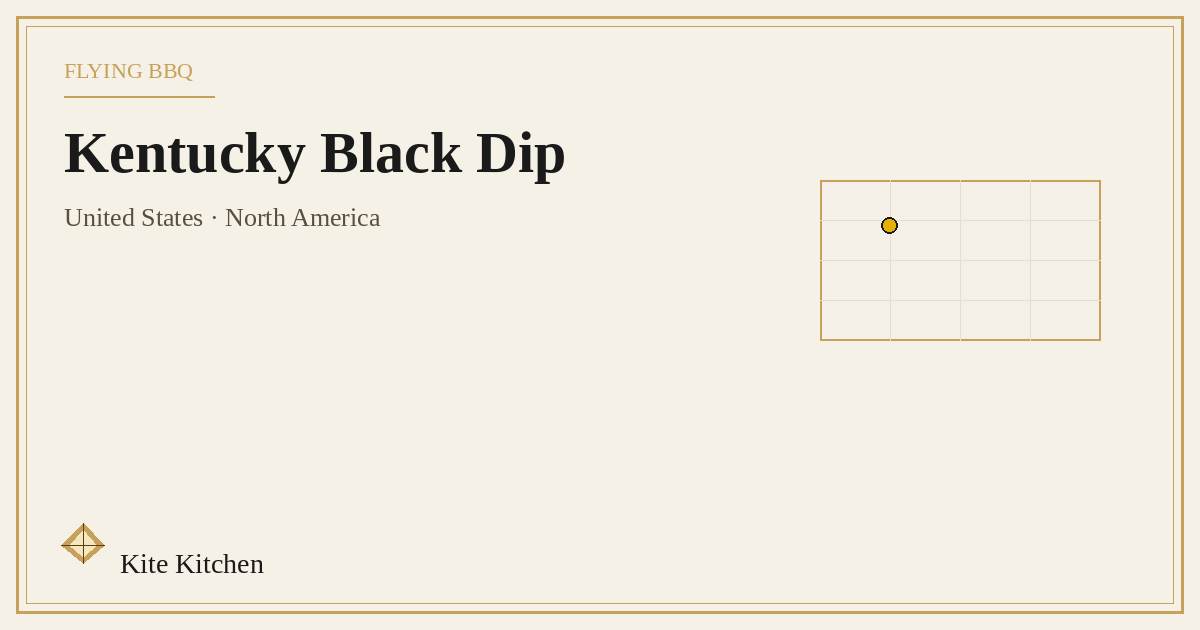 FLYING BBQ
Kentucky Black Dip
United States · North America
Kite Kitchen